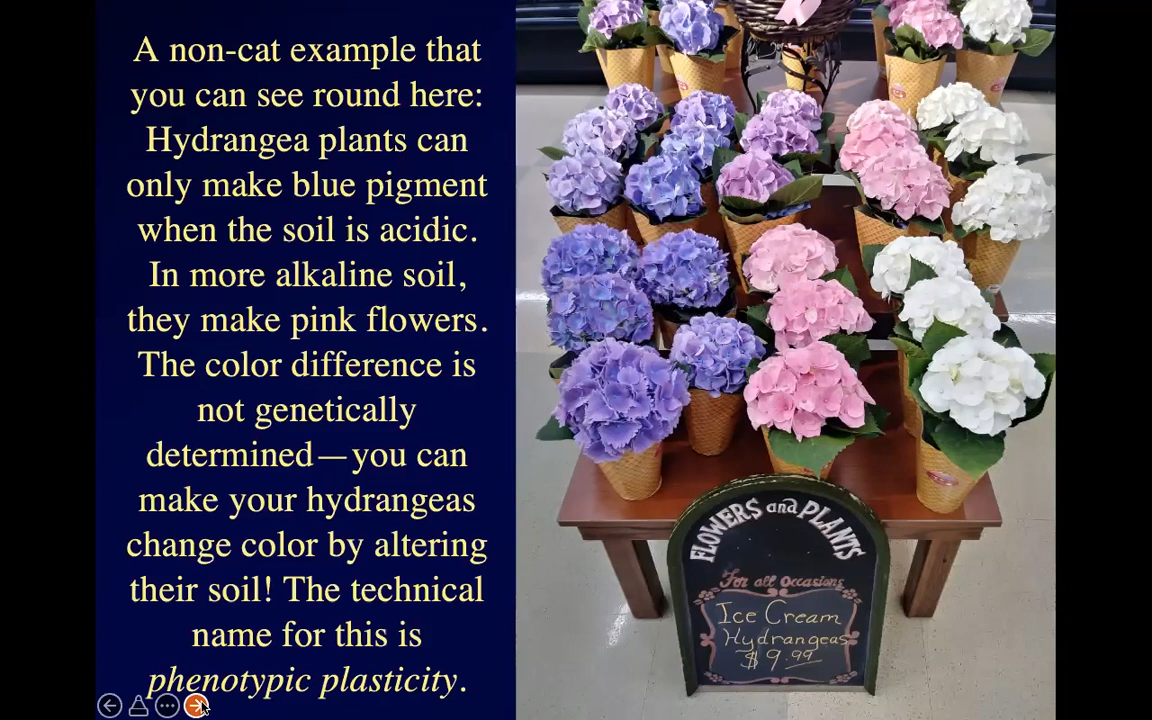 A non-cat example that
you can see round here:
Hydrangea plants can
only make blue pigment
when the soil is acidic.
In more alkaline soil,
they make pink flowers.
The color difference is
not genetically
determined—you can
make your hydrangeas
change color by altering
their soil! The technical
name for this is
phenotypic plasticity.
FLOWERS and PLANTS
For all Occasions
Ice Cream
Hydrangeas
$9.99